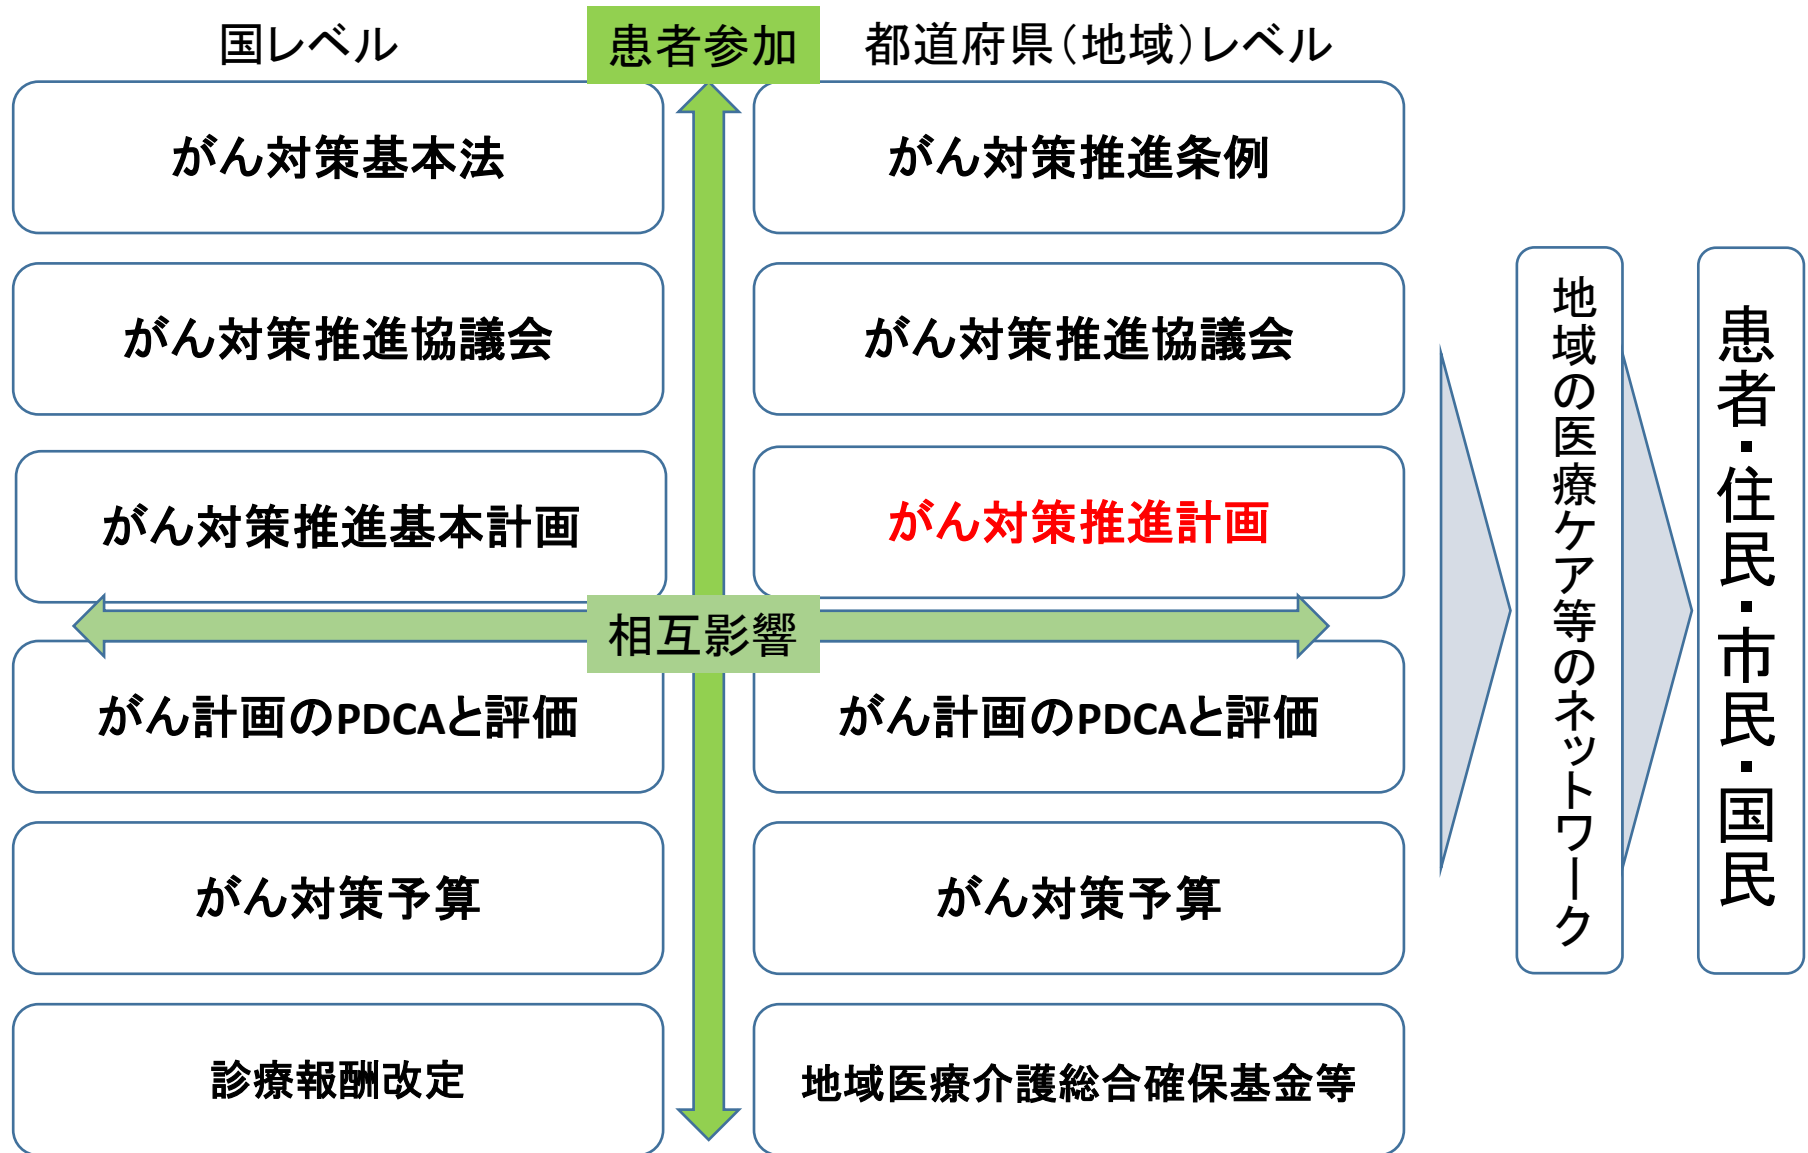 国レベル
患者参加
都道府県（地域）レベル
がん対策基本法
がん対策推進条例
がん対策推進協議会
がん対策推進協議会
がん対策推進基本計画
がん対策推進計画
相互影響
がん計画のPDCAと評価
がん計画のPDCAと評価
がん対策予算
がん対策予算
診療報酬改定
地域医療介護総合確保基金等
地域の医療ケア等のネットワーク
患者・住民・市民・国民